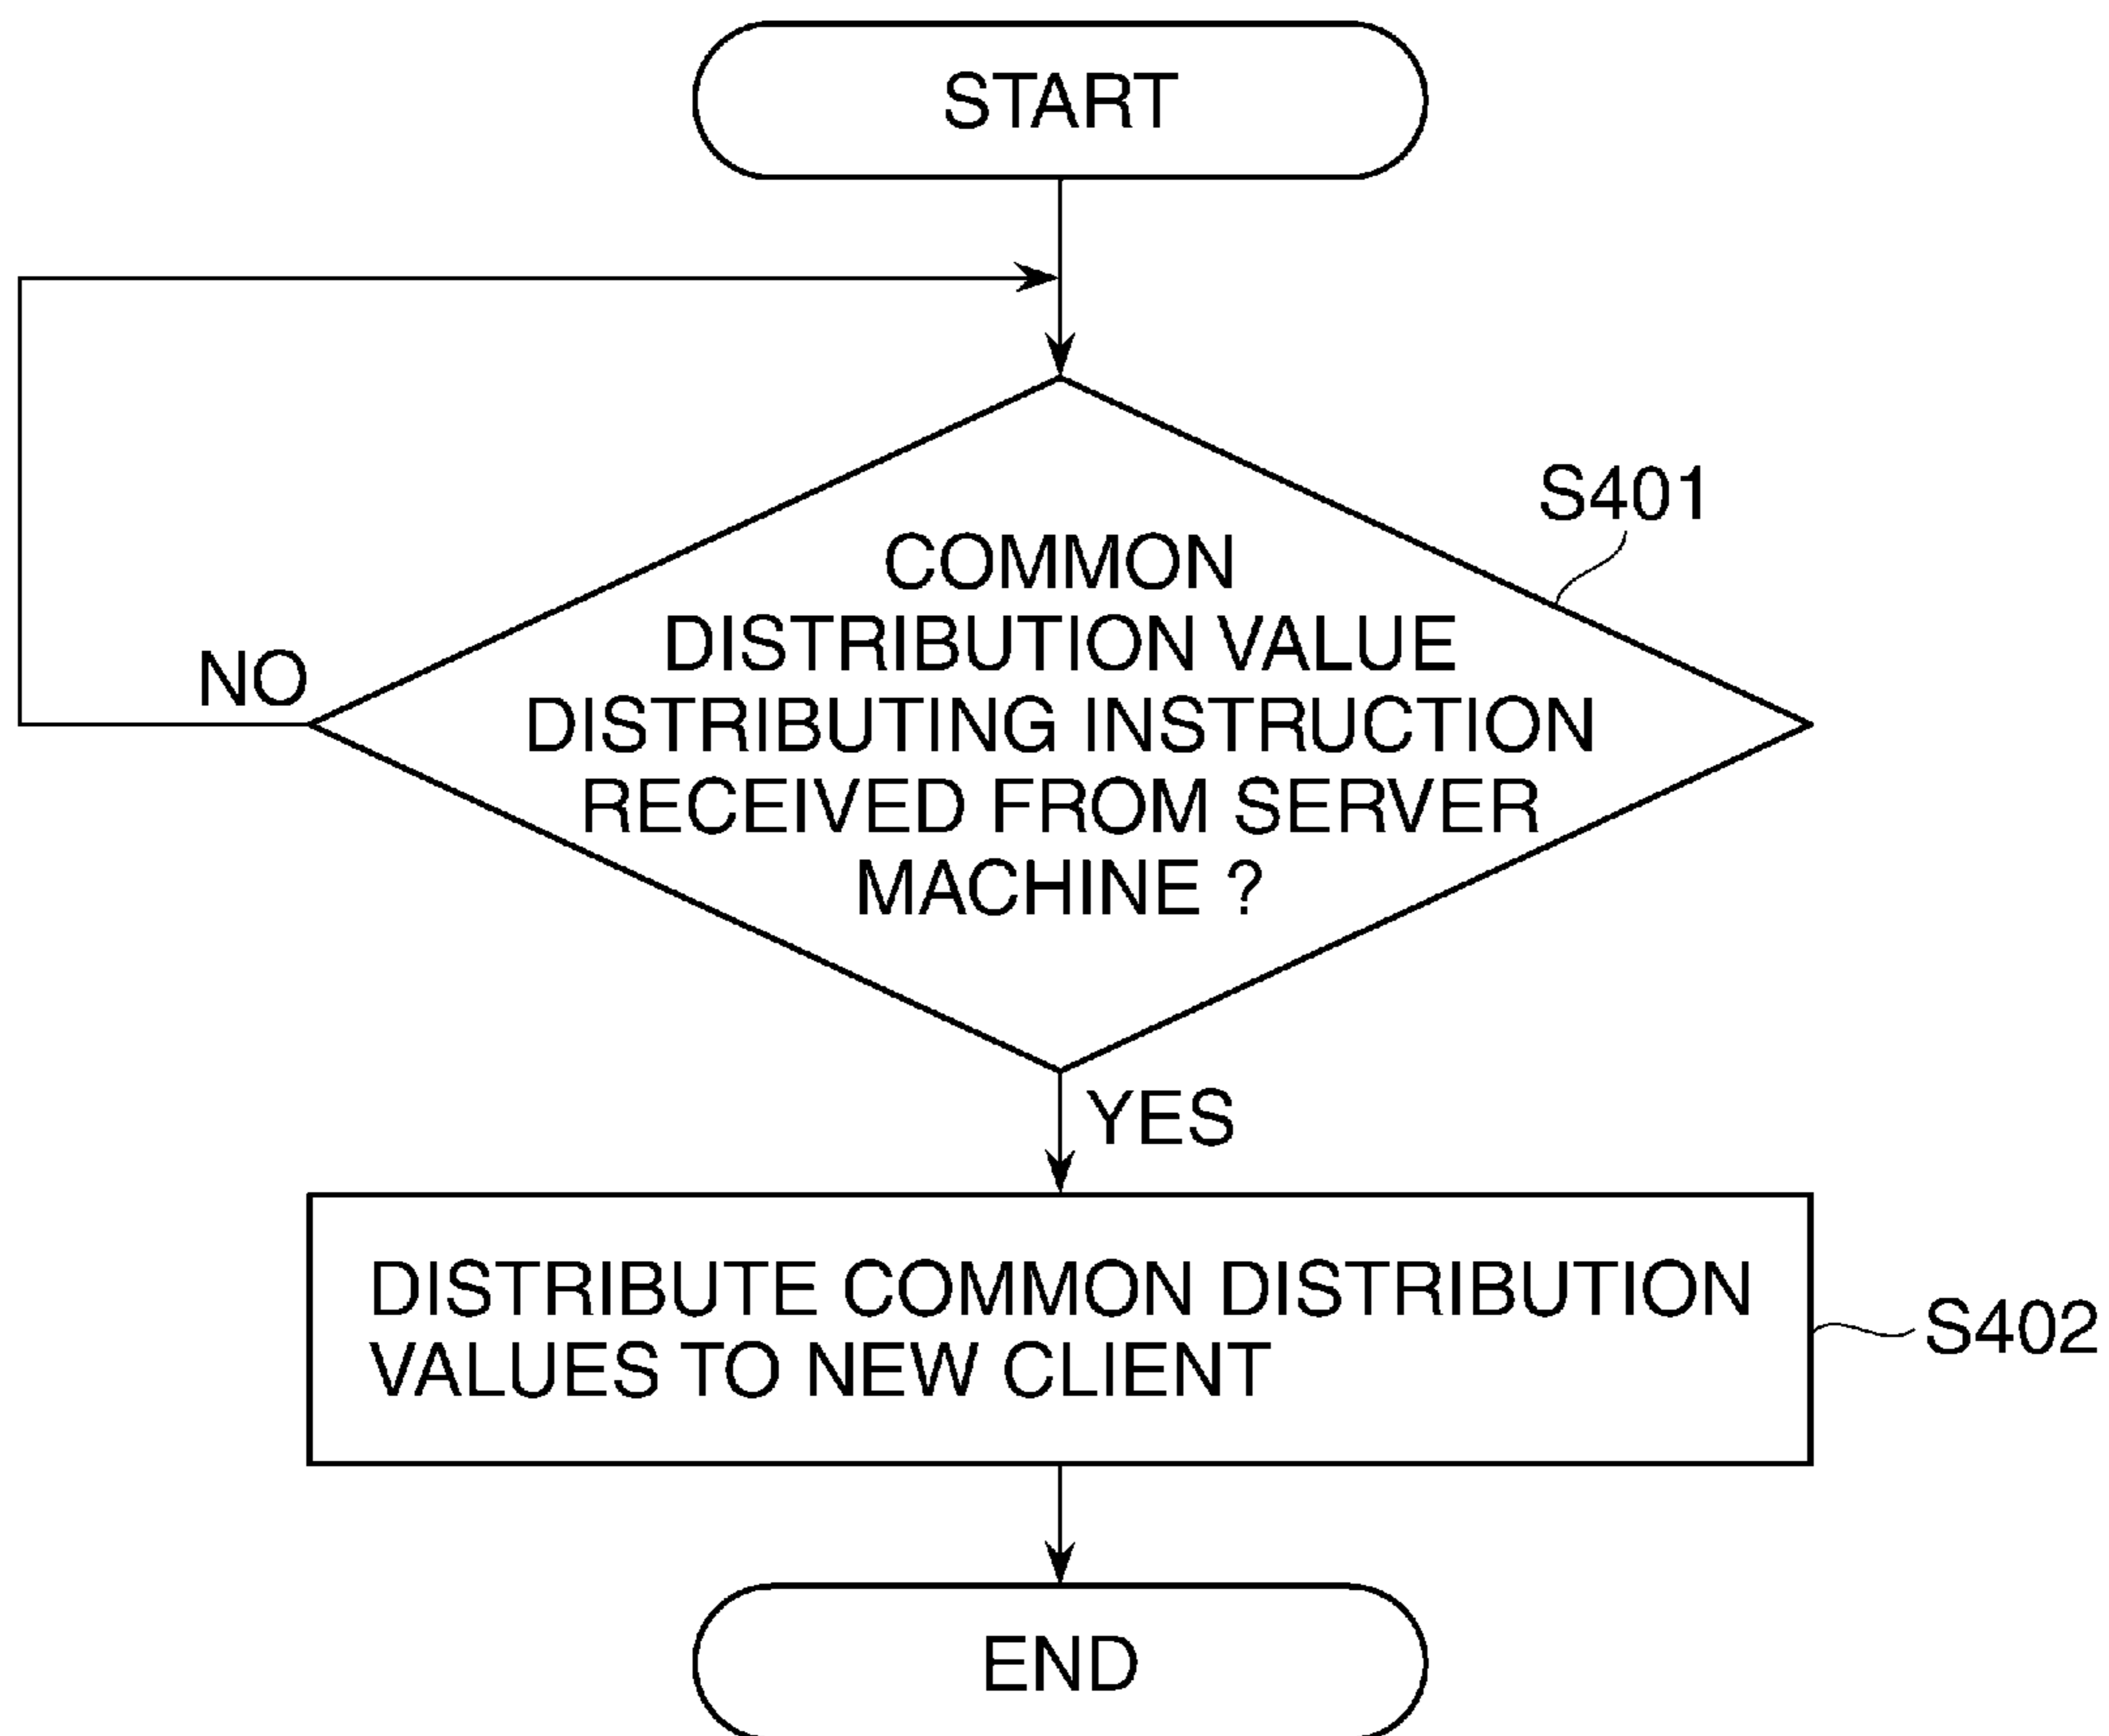 START
S401
COMMON
DISTRIBUTION VALUE
DISTRIBUTING INSTRUCTION
RECEIVED FROM SERVER
MACHINE ?
NO
YES
DISTRIBUTE COMMON DISTRIBUTION
VALUES TO NEW CLIENT
S402
END